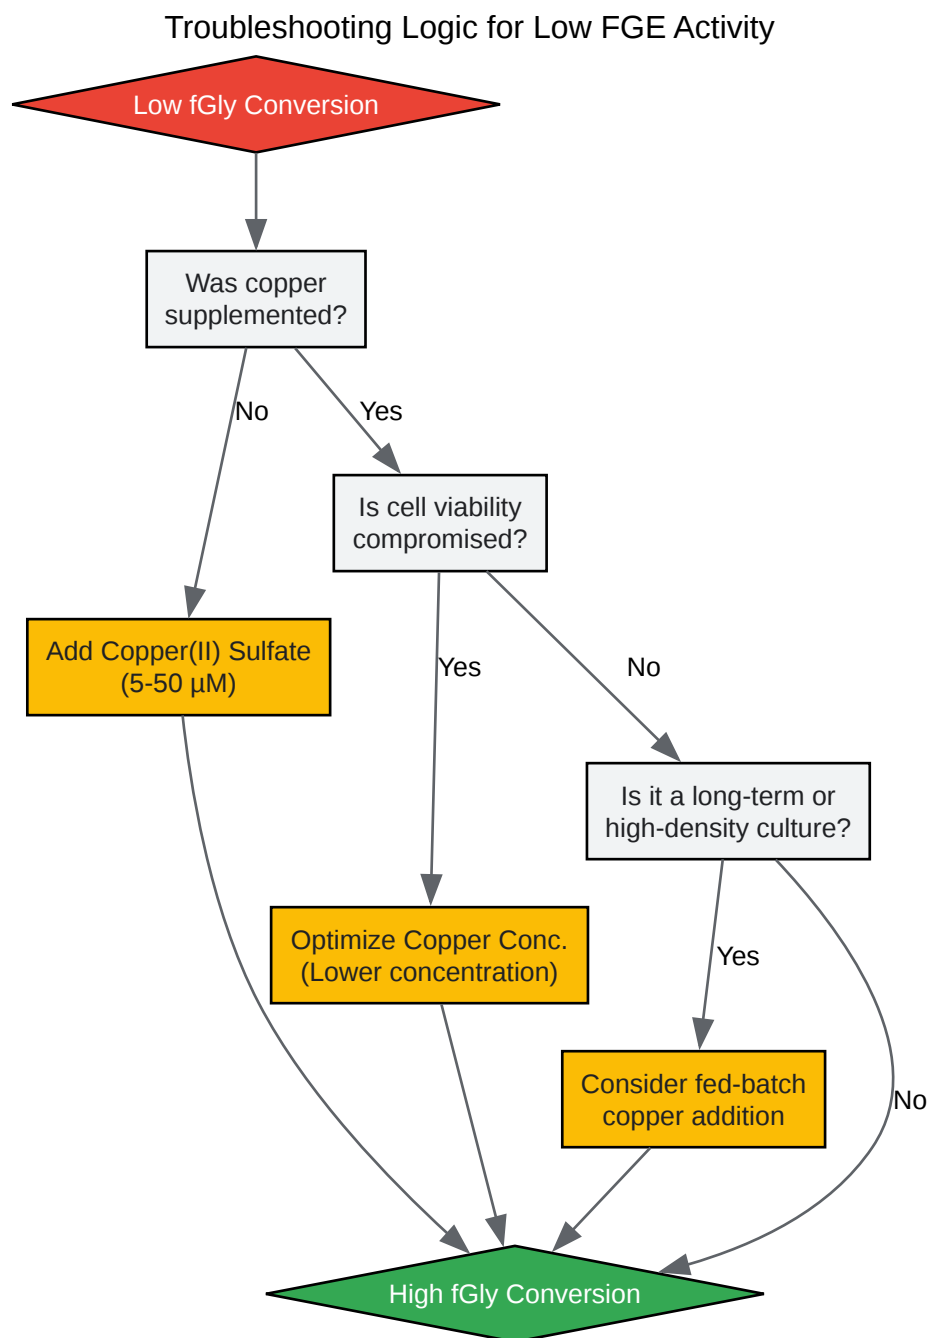 Troubleshooting Logic for Low FGE Activity
Low fGly Conversion
Was copper
supplemented?
No
Yes
Is cell viability
compromised?
Add Copper(II) Sulfate
(5-50 µM)
Yes
No
Is it a long-term or
high-density culture?
Optimize Copper Conc.
(Lower concentration)
Yes
Consider fed-batch
copper addition
No
High fGly Conversion